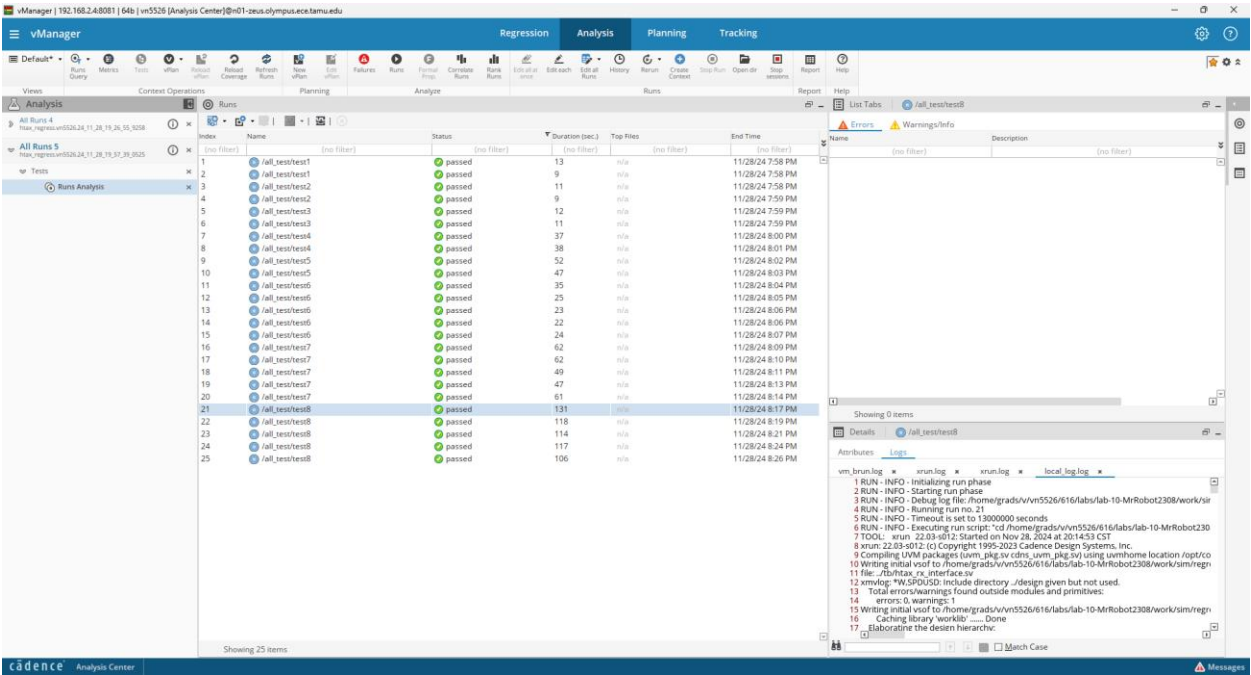 vManager | 192.168.2.4:8081 | 64b | vn5526 [Analysis Center]@n01-zeus.olympus.ece.tamu.edu
vManager Regression Analysis Planning Tracking
Default* Runs Query Metrics Tests vPlan Reload vPlan Reload Coverage Refresh Runs New vPlan Edit vPlan Failures Runs Formal Prop. Correlate Runs Rank Runs Edit all at once Edit each Edit all Runs History Rerun Create Context Stop Run Open dir Stop sessions Report Help
Views Context Operations Planning Analyze Runs Report Help
Analysis
All Runs 4
htax_regress.vn5526.24_11_28_19_26_55_9258
All Runs 5
htax_regress.vn5526.24_11_28_19_57_39_0525
Tests
Runs Analysis
Runs
Index Name Status Duration (sec.) Top Files End Time
(no filter) (no filter) (no filter) (no filter) (no filter) (no filter)
1 /all_test/test1 passed 13 n/a 11/28/24 7:58 PM
2 /all_test/test1 passed 9 n/a 11/28/24 7:58 PM
3 /all_test/test2 passed 11 n/a 11/28/24 7:58 PM
4 /all_test/test2 passed 9 n/a 11/28/24 7:59 PM
5 /all_test/test3 passed 12 n/a 11/28/24 7:59 PM
6 /all_test/test3 passed 11 n/a 11/28/24 7:59 PM
7 /all_test/test4 passed 37 n/a 11/28/24 8:00 PM
8 /all_test/test4 passed 38 n/a 11/28/24 8:01 PM
9 /all_test/test5 passed 52 n/a 11/28/24 8:02 PM
10 /all_test/test5 passed 47 n/a 11/28/24 8:03 PM
11 /all_test/test6 passed 35 n/a 11/28/24 8:04 PM
12 /all_test/test6 passed 25 n/a 11/28/24 8:05 PM
13 /all_test/test6 passed 23 n/a 11/28/24 8:06 PM
14 /all_test/test6 passed 22 n/a 11/28/24 8:06 PM
15 /all_test/test6 passed 24 n/a 11/28/24 8:07 PM
16 /all_test/test7 passed 62 n/a 11/28/24 8:09 PM
17 /all_test/test7 passed 62 n/a 11/28/24 8:10 PM
18 /all_test/test7 passed 49 n/a 11/28/24 8:11 PM
19 /all_test/test7 passed 47 n/a 11/28/24 8:13 PM
20 /all_test/test7 passed 61 n/a 11/28/24 8:14 PM
21 /all_test/test8 passed 131 n/a 11/28/24 8:17 PM
22 /all_test/test8 passed 118 n/a 11/28/24 8:19 PM
23 /all_test/test8 passed 114 n/a 11/28/24 8:21 PM
24 /all_test/test8 passed 117 n/a 11/28/24 8:24 PM
25 /all_test/test8 passed 106 n/a 11/28/24 8:26 PM
Showing 25 items
List Tabs /all_test/test8
Errors Warnings/Info
Name Description
(no filter) (no filter)
Showing 0 items
Details /all_test/test8
Attributes Logs
vm_brun.log xrun.log xrun.log local_log.log
1 RUN - INFO - Initializing run phase
2 RUN - INFO - Starting run phase
3 RUN - INFO - Debug log file: /home/grads/v/vn5526/616/labs/lab-10-MrRobot2308/work/sir
4 RUN - INFO - Running run no. 21
5 RUN - INFO - Timeout is set to 13000000 seconds
6 RUN - INFO - Executing run script: "cd /home/grads/v/vn5526/616/labs/lab-10-MrRobot230
7 TOOL: xrun 22.03-s012: Started on Nov 28, 2024 at 20:14:53 CST
8 xrun: 22.03-s012: (c) Copyright 1995-2023 Cadence Design Systems, Inc.
9 Compiling UVM packages (uvm_pkg.sv cdns_uvm_pkg.sv) using uvmhome location /opt/co
10 Writing initial vsof to /home/grads/v/vn5526/616/labs/lab-10-MrRobot2308/work/sim/regre
11 file: ../tb/htax_rx_interface.sv
12 xmvlog: *W,SPDUSD: Include directory ../design given but not used.
13 Total errors/warnings found outside modules and primitives:
14 errors: 0, warnings: 1
15 Writing initial vsof to /home/grads/v/vn5526/616/labs/lab-10-MrRobot2308/work/sim/regre
16 Caching library 'worklib' ...... Done
17 Elaborating the design hierarchy:
Match Case
cādence Analysis Center Messages